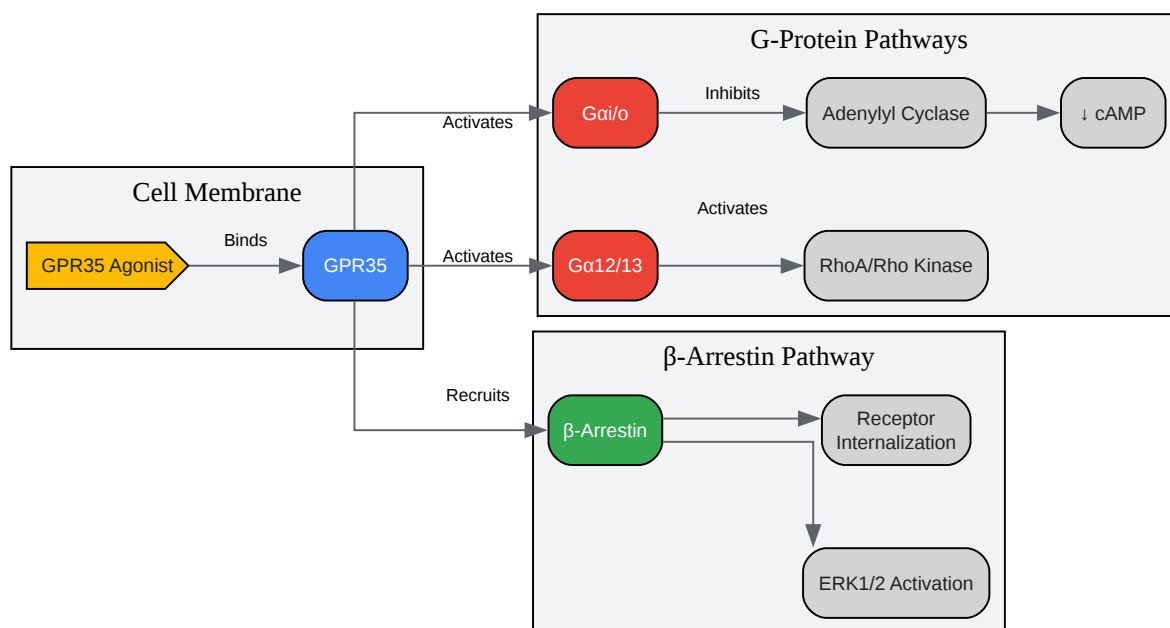 G-Protein Pathways
Activates
Gαi/o
Inhibits
Adenylyl Cyclase
↓ cAMP
Cell Membrane
GPR35 Agonist
Binds
GPR35
Activates
Gα12/13
Activates
RhoA/Rho Kinase
β-Arrestin Pathway
Recruits
β-Arrestin
Receptor
Internalization
ERK1/2 Activation